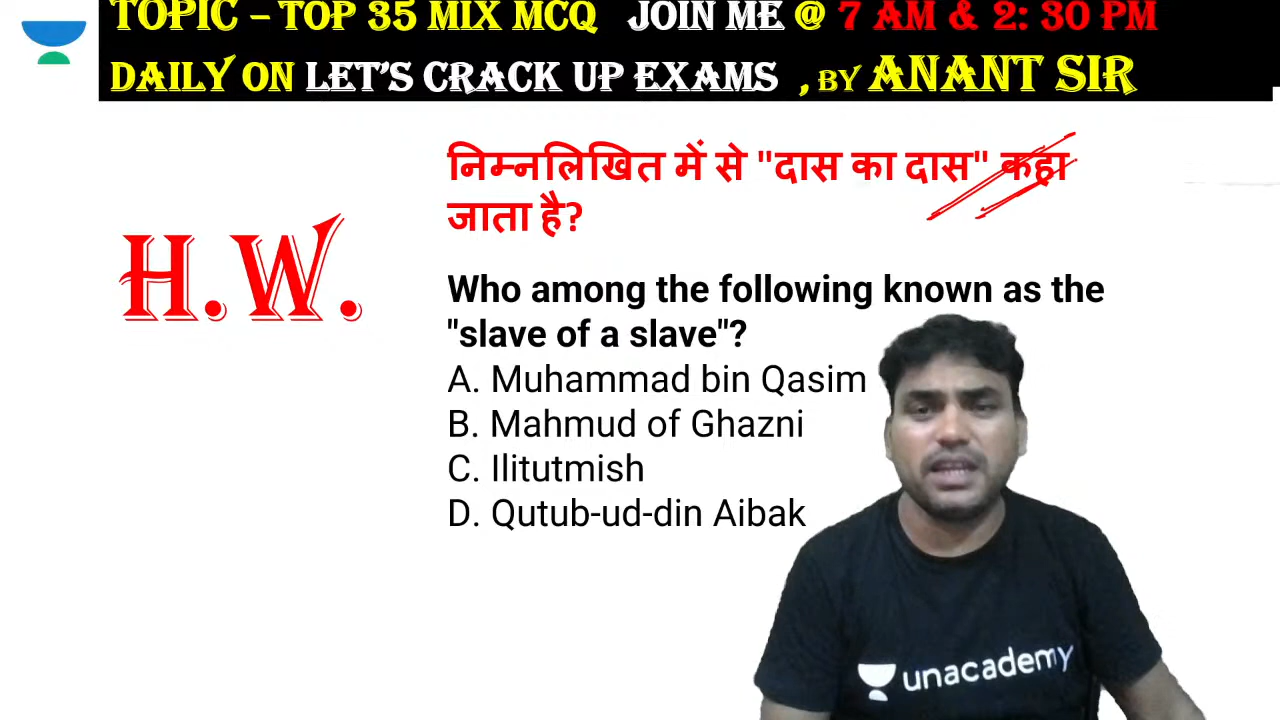 TOPIC – TOP 35 MIX MCQ JOIN ME @ 7 AM & 2: 30 PM
DAILY ON LET'S CRACK UP EXAMS , BY ANANT SIR
H.W.
निम्नलिखित में से "दास का दास" कहा
जाता है?
Who among the following known as the
"slave of a slave"?
A. Muhammad bin Qasim
B. Mahmud of Ghazni
C. Ilitutmish
D. Qutub-ud-din Aibak
unacademy